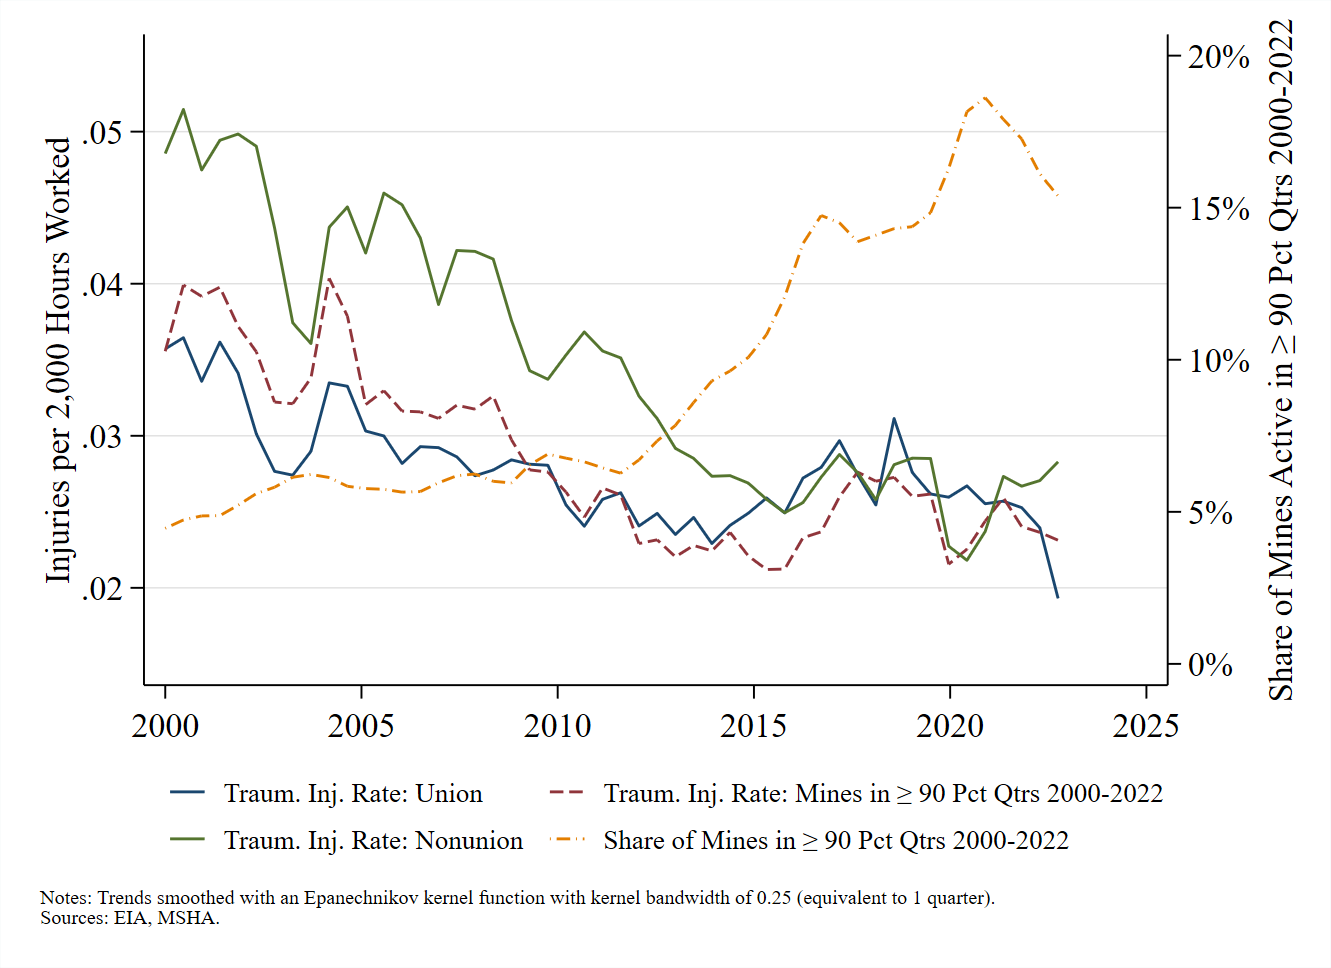 Injuries per 2,000 Hours Worked
.05
.04
.03
.02
20%
15%
10%
5%
0%
Share of Mines Active in ≥ 90 Pct Qtrs 2000-2022
2000 2005 2010 2015 2020 2025
Traum. Inj. Rate: Union Traum. Inj. Rate: Mines in ≥ 90 Pct Qtrs 2000-2022
Traum. Inj. Rate: Nonunion Share of Mines in ≥ 90 Pct Qtrs 2000-2022
Notes: Trends smoothed with an Epanechnikov kernel function with kernel bandwidth of 0.25 (equivalent to 1 quarter).
Sources: EIA, MSHA.